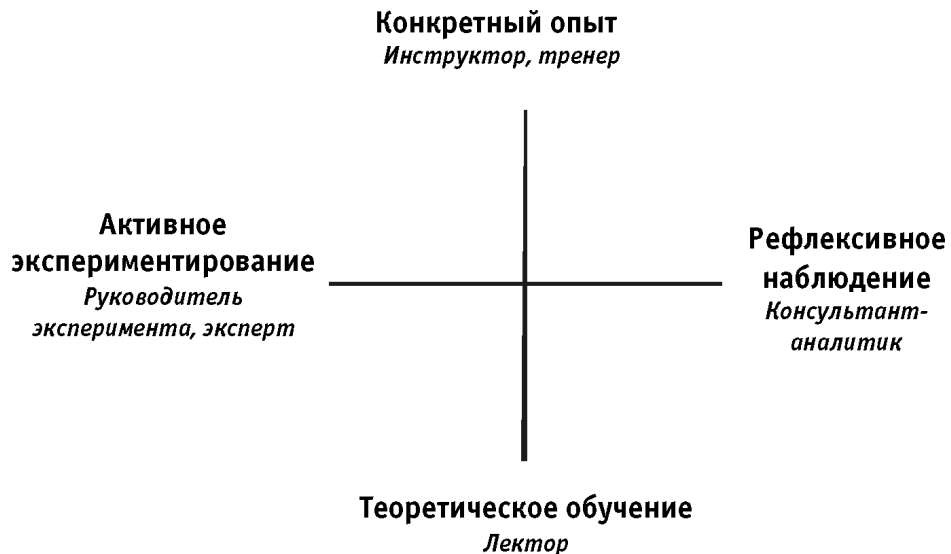 Конкретный опыт
Инструктор, тренер
Активное
экспериментирование
Руководитель
эксперимента, эксперт
Рефлексивное
наблюдение
Консультант-
аналитик
Теоретическое обучение
Лектор